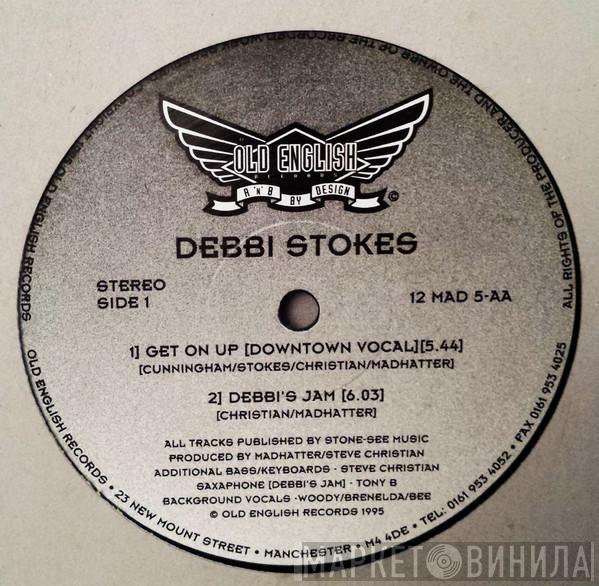 OLD ENGLISH
RECORDS
R 'n' B BY DESIGN
©
DEBBI STOKES
STEREO
SIDE 1
12 MAD 5-AA
1] GET ON UP [DOWNTOWN VOCAL][5.44]
[CUNNINGHAM/STOKES/CHRISTIAN/MADHATTER]
2] DEBBI'S JAM [6.03]
[CHRISTIAN/MADHATTER]
ALL TRACKS PUBLISHED BY STONE-SEE MUSIC
PRODUCED BY MADHATTER/STEVE CHRISTIAN
ADDITIONAL BASS/KEYBOARDS - STEVE CHRISTIAN
SAXAPHONE [DEBBI'S JAM] - TONY B
BACKGROUND VOCALS -WOODY/BRENELDA/BEE
© OLD ENGLISH RECORDS 1995
OLD ENGLISH RECORDS • 23 NEW MOUNT STREET • MANCHESTER • M4 4DE • TEL: 0161 953 4052 • FAX 0161 953 4025
ALL RIGHTS OF THE PRODUCER AND THE OWNER OF THE RECORDED WORK
OLD ENGLISH RECORDS
МАРКЕТ ВИНИЛА